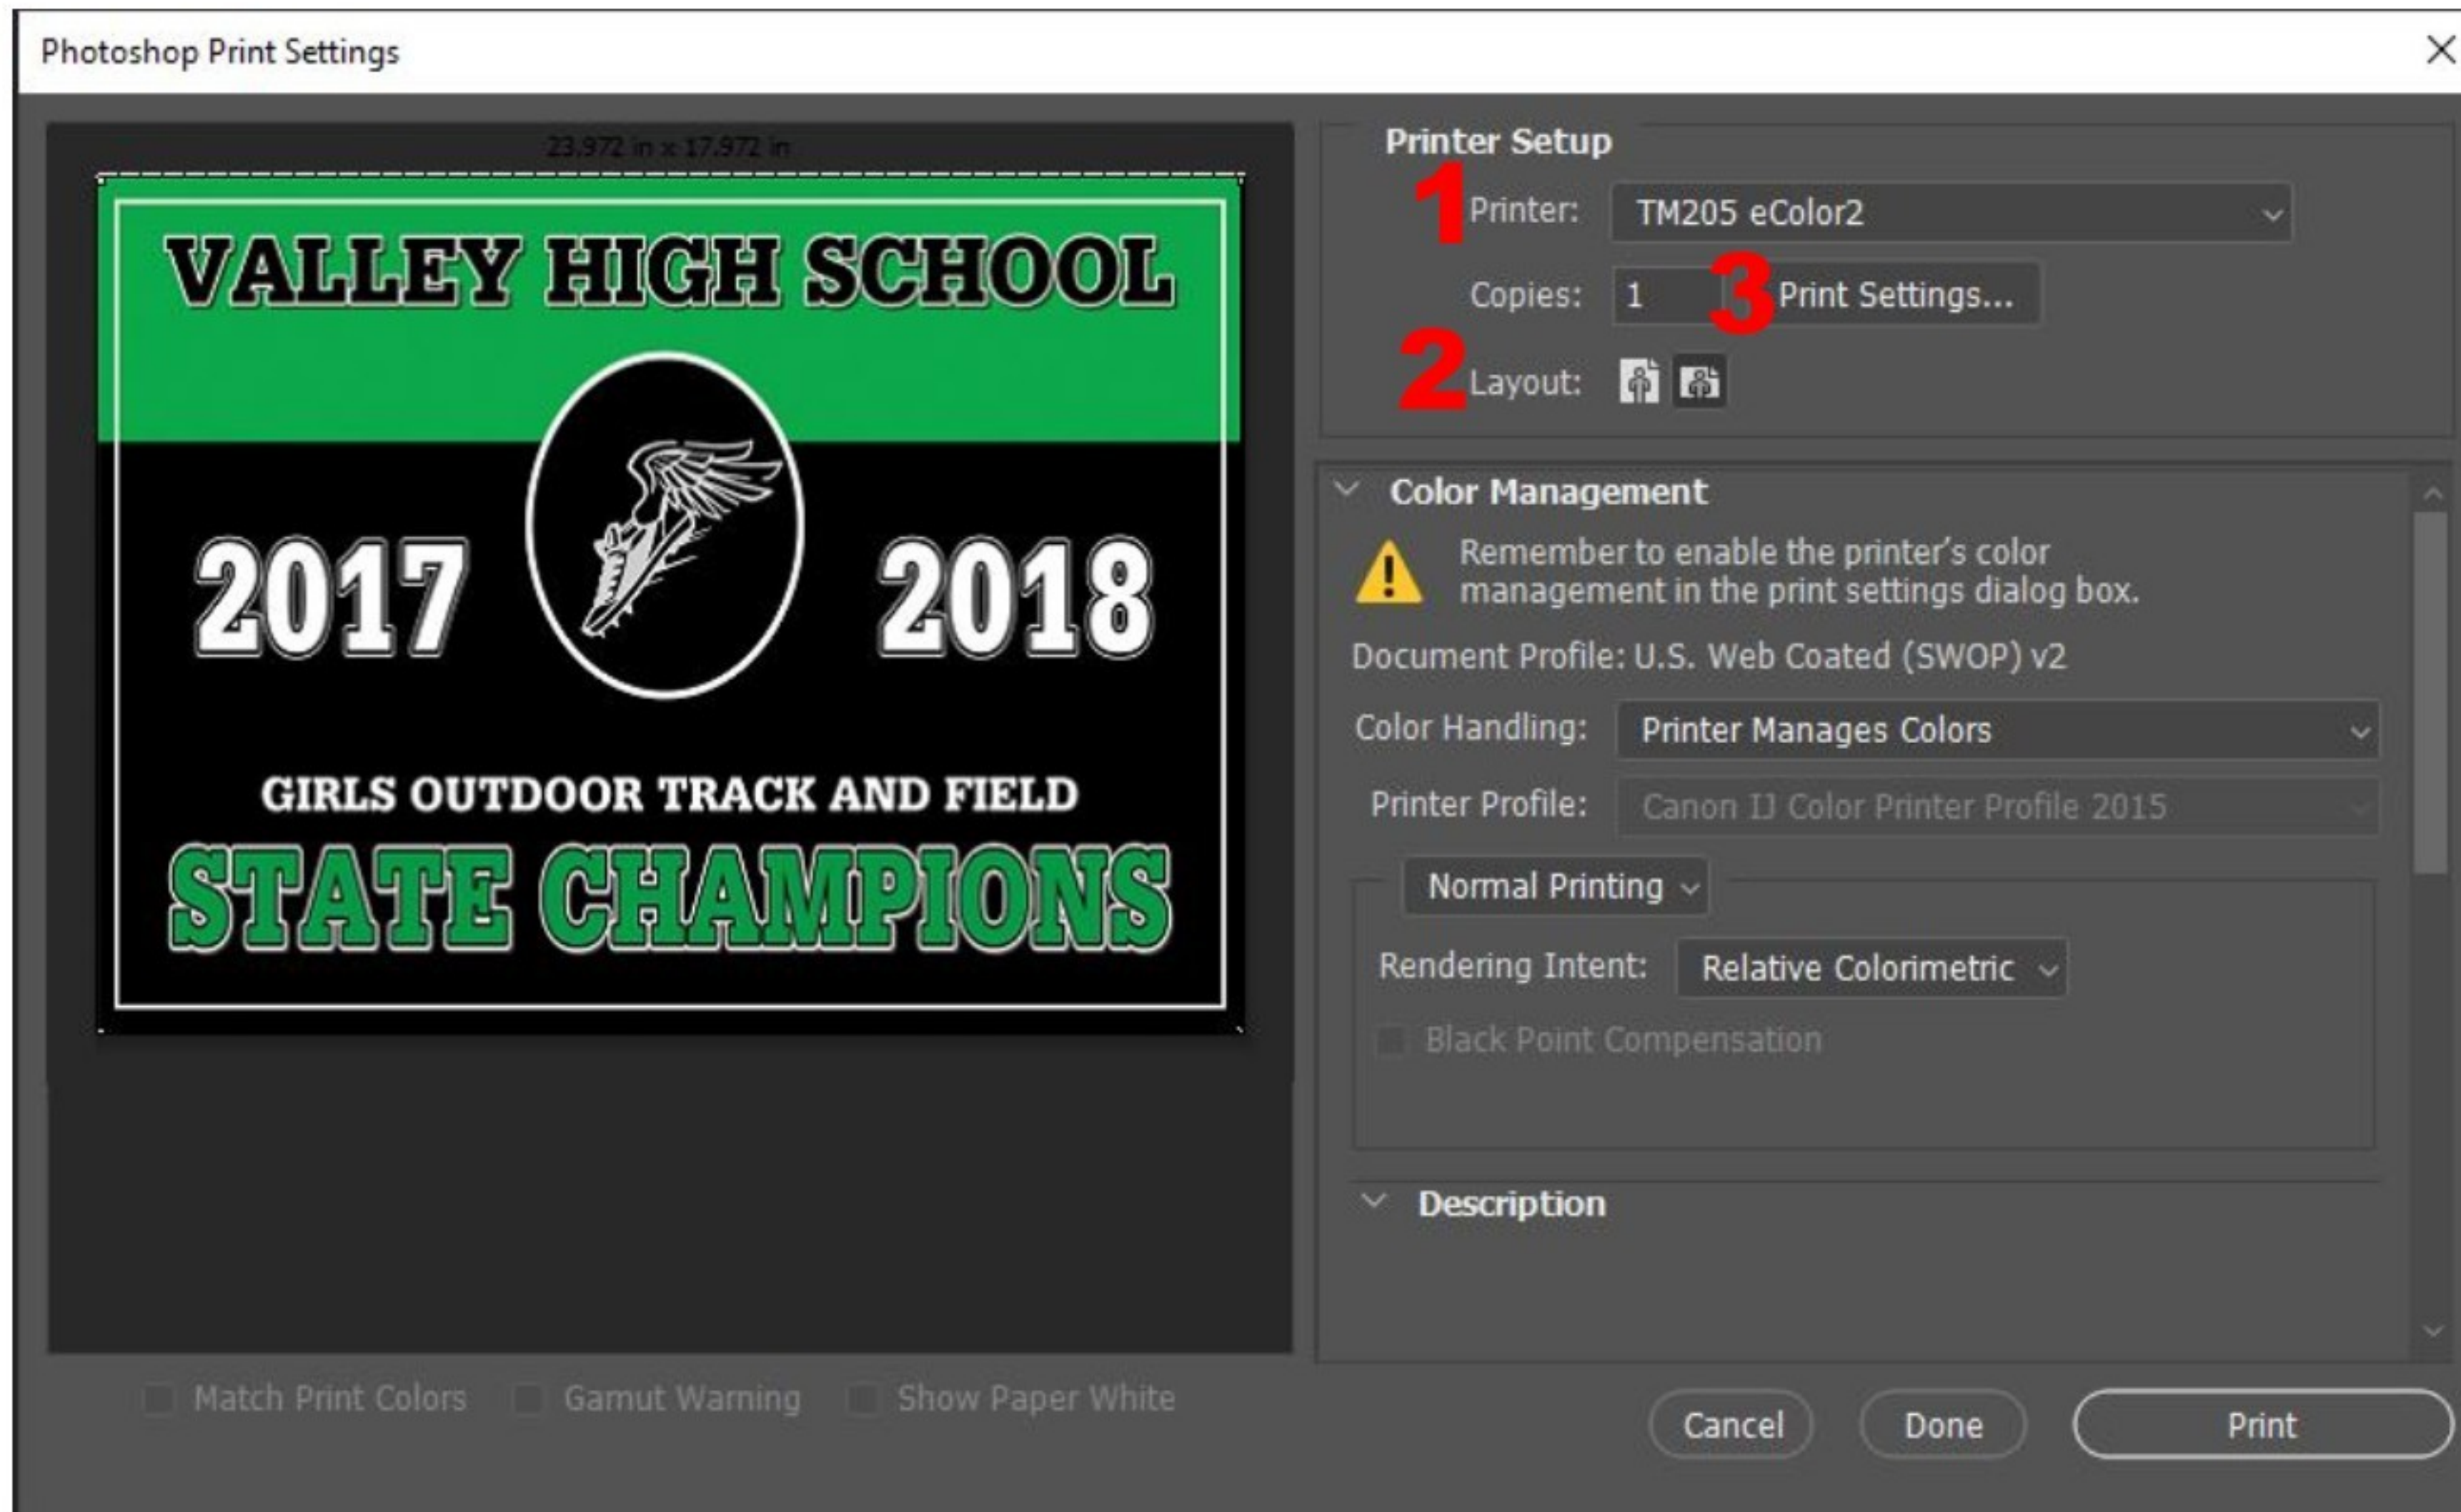 Photoshop Print Settings
23.972 in x 17.972 in
VALLEY HIGH SCHOOL
2017 2018
GIRLS OUTDOOR TRACK AND FIELD
STATE CHAMPIONS
Match Print Colors Gamut Warning Show Paper White
Printer Setup
1 Printer: TM205 eColor2
Copies: 1 3 Print Settings...
2 Layout:
Color Management
Remember to enable the printer's color
management in the print settings dialog box.
Document Profile: U.S. Web Coated (SWOP) v2
Color Handling: Printer Manages Colors
Printer Profile: Canon IJ Color Printer Profile 2015
Normal Printing
Rendering Intent: Relative Colorimetric
Black Point Compensation
Description
Cancel Done Print